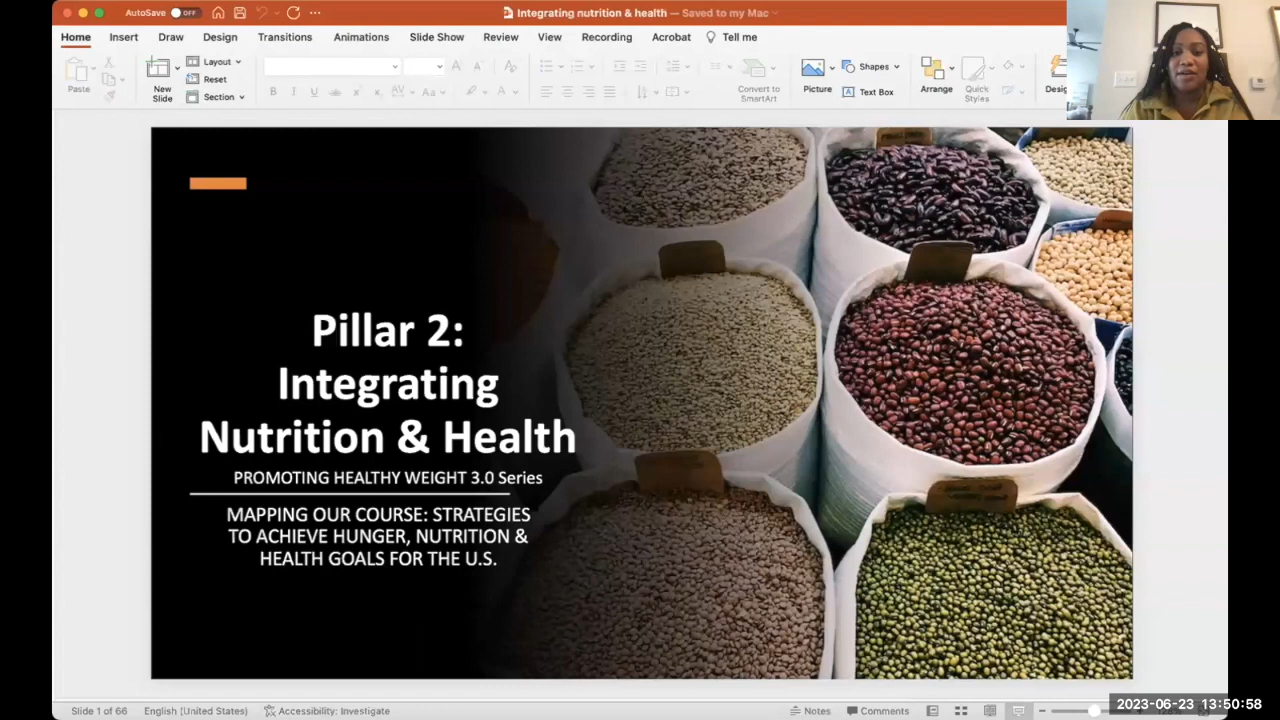 AutoSave OFF
Integrating nutrition & health — Saved to my Mac
Home Insert Draw Design Transitions Animations Slide Show Review View Recording Acrobat Tell me
Paste
New
Slide
Layout
Reset
Section
B
Convert to
SmartArt
Picture
Shapes
Text Box
Arrange
Quick
Styles
Pillar 2:
Integrating
Nutrition & Health
PROMOTING HEALTHY WEIGHT 3.0 Series
MAPPING OUR COURSE: STRATEGIES
TO ACHIEVE HUNGER, NUTRITION &
HEALTH GOALS FOR THE U.S.
Slide 1 of 66 English (United States) Accessibility: Investigate Notes Comments
2023-06-23 13:50:58